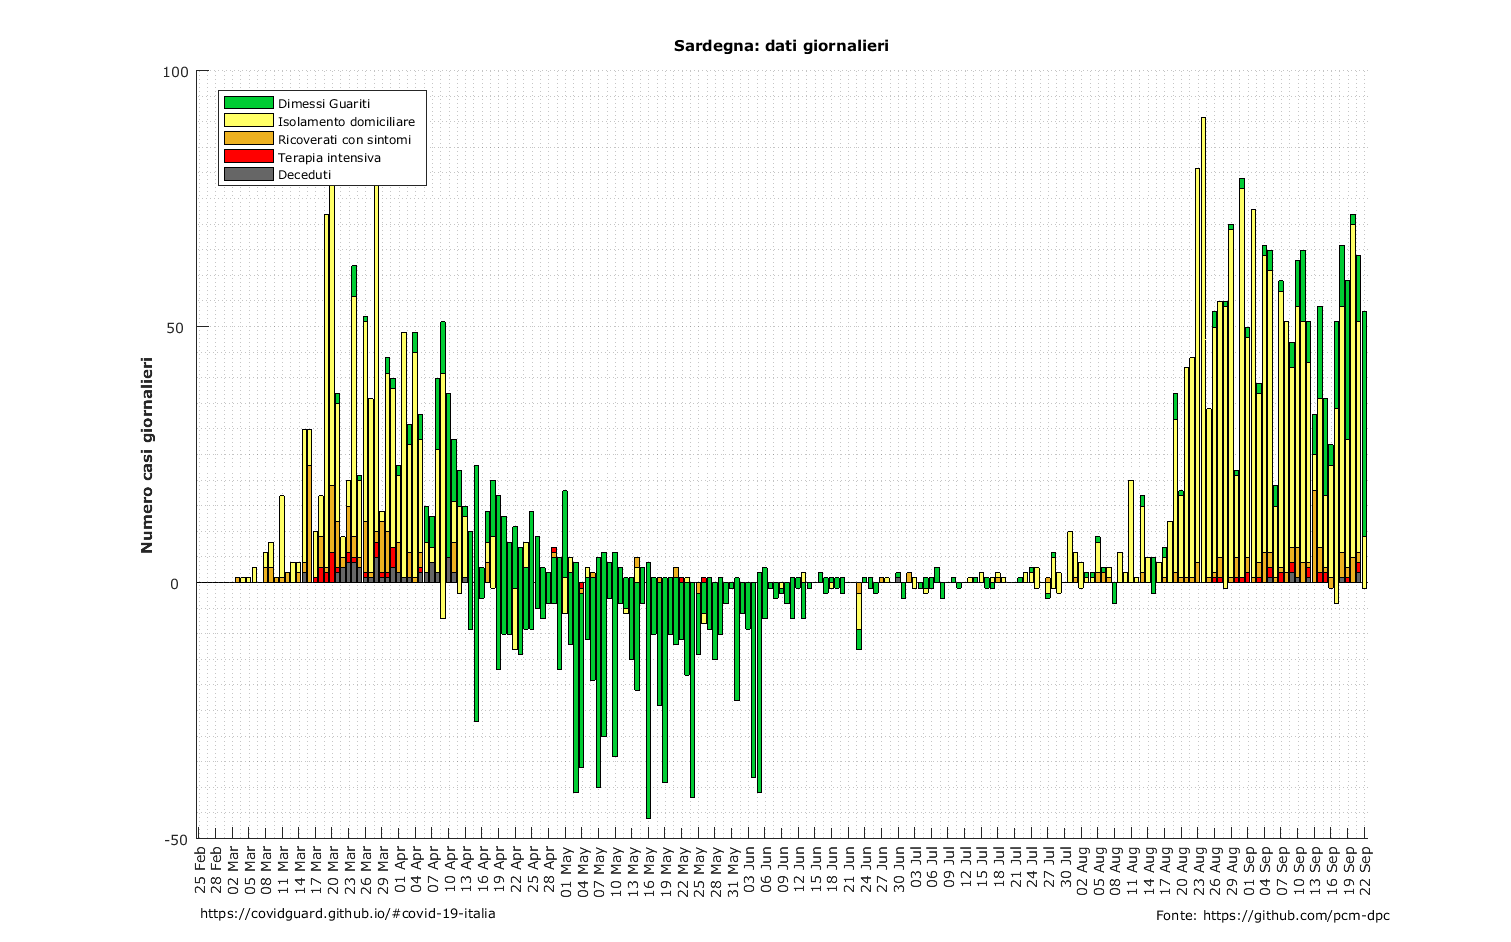 Sardegna: dati giornalieri
100
50
0
-50
Numero casi giornalieri
Dimessi Guariti
Isolamento domiciliare
Ricoverati con sintomi
Terapia intensiva
Deceduti
25 Feb
28 Feb
02 Mar
05 Mar
08 Mar
11 Mar
14 Mar
17 Mar
20 Mar
23 Mar
26 Mar
29 Mar
01 Apr
04 Apr
07 Apr
10 Apr
13 Apr
16 Apr
19 Apr
22 Apr
25 Apr
28 Apr
01 May
04 May
07 May
10 May
13 May
16 May
19 May
22 May
25 May
28 May
31 May
03 Jun
06 Jun
09 Jun
12 Jun
15 Jun
18 Jun
21 Jun
24 Jun
27 Jun
30 Jun
03 Jul
06 Jul
09 Jul
12 Jul
15 Jul
18 Jul
21 Jul
24 Jul
27 Jul
30 Jul
02 Aug
05 Aug
08 Aug
11 Aug
14 Aug
17 Aug
20 Aug
23 Aug
26 Aug
29 Aug
01 Sep
04 Sep
07 Sep
10 Sep
13 Sep
16 Sep
19 Sep
22 Sep
https://covidguard.github.io/#covid-19-italia
Fonte: https://github.com/pcm-dpc